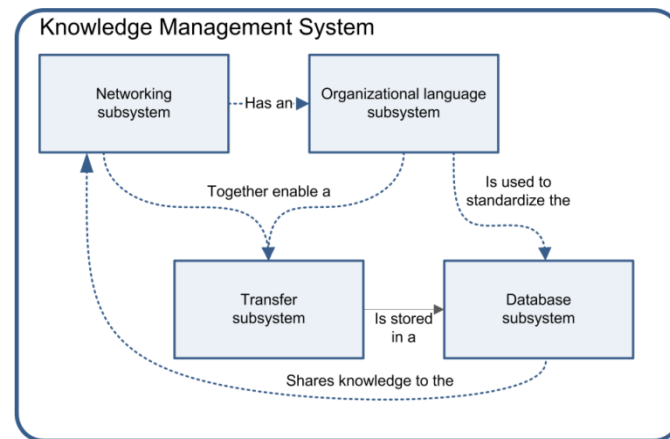 Knowledge Management System
Networking
subsystem
Has an
Organizational language
subsystem
Together enable a
Is used to
standardize the
Transfer
subsystem
Is stored
in a
Database
subsystem
Shares knowledge to the